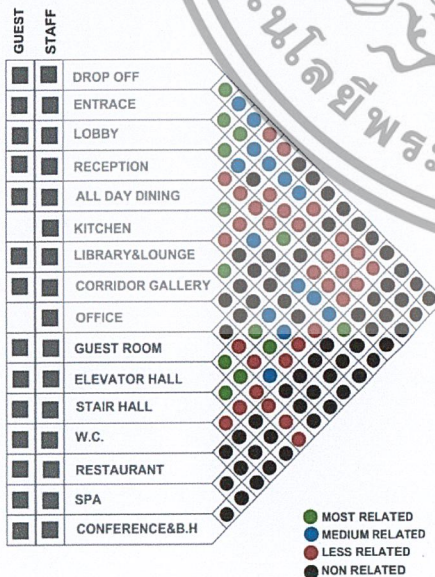 GUEST STAFF
DROP OFF
ENTRACE
LOBBY
RECEPTION
ALL DAY DINING
KITCHEN
LIBRARY&LOUNGE
CORRIDOR GALLERY
OFFICE
GUEST ROOM
ELEVATOR HALL
STAIR HALL
W.C.
RESTAURANT
SPA
CONFERENCE&B.H
MOST RELATED
MEDIUM RELATED
LESS RELATED
NON RELATED